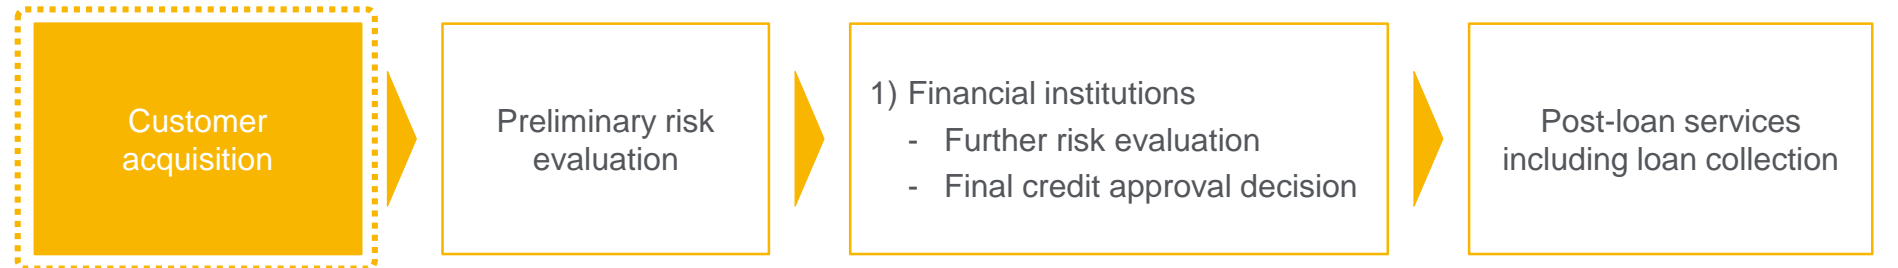 Customer
acquisition
Preliminary risk
evaluation
1) Financial institutions
- Further risk evaluation
- Final credit approval decision
Post-loan services
including loan collection